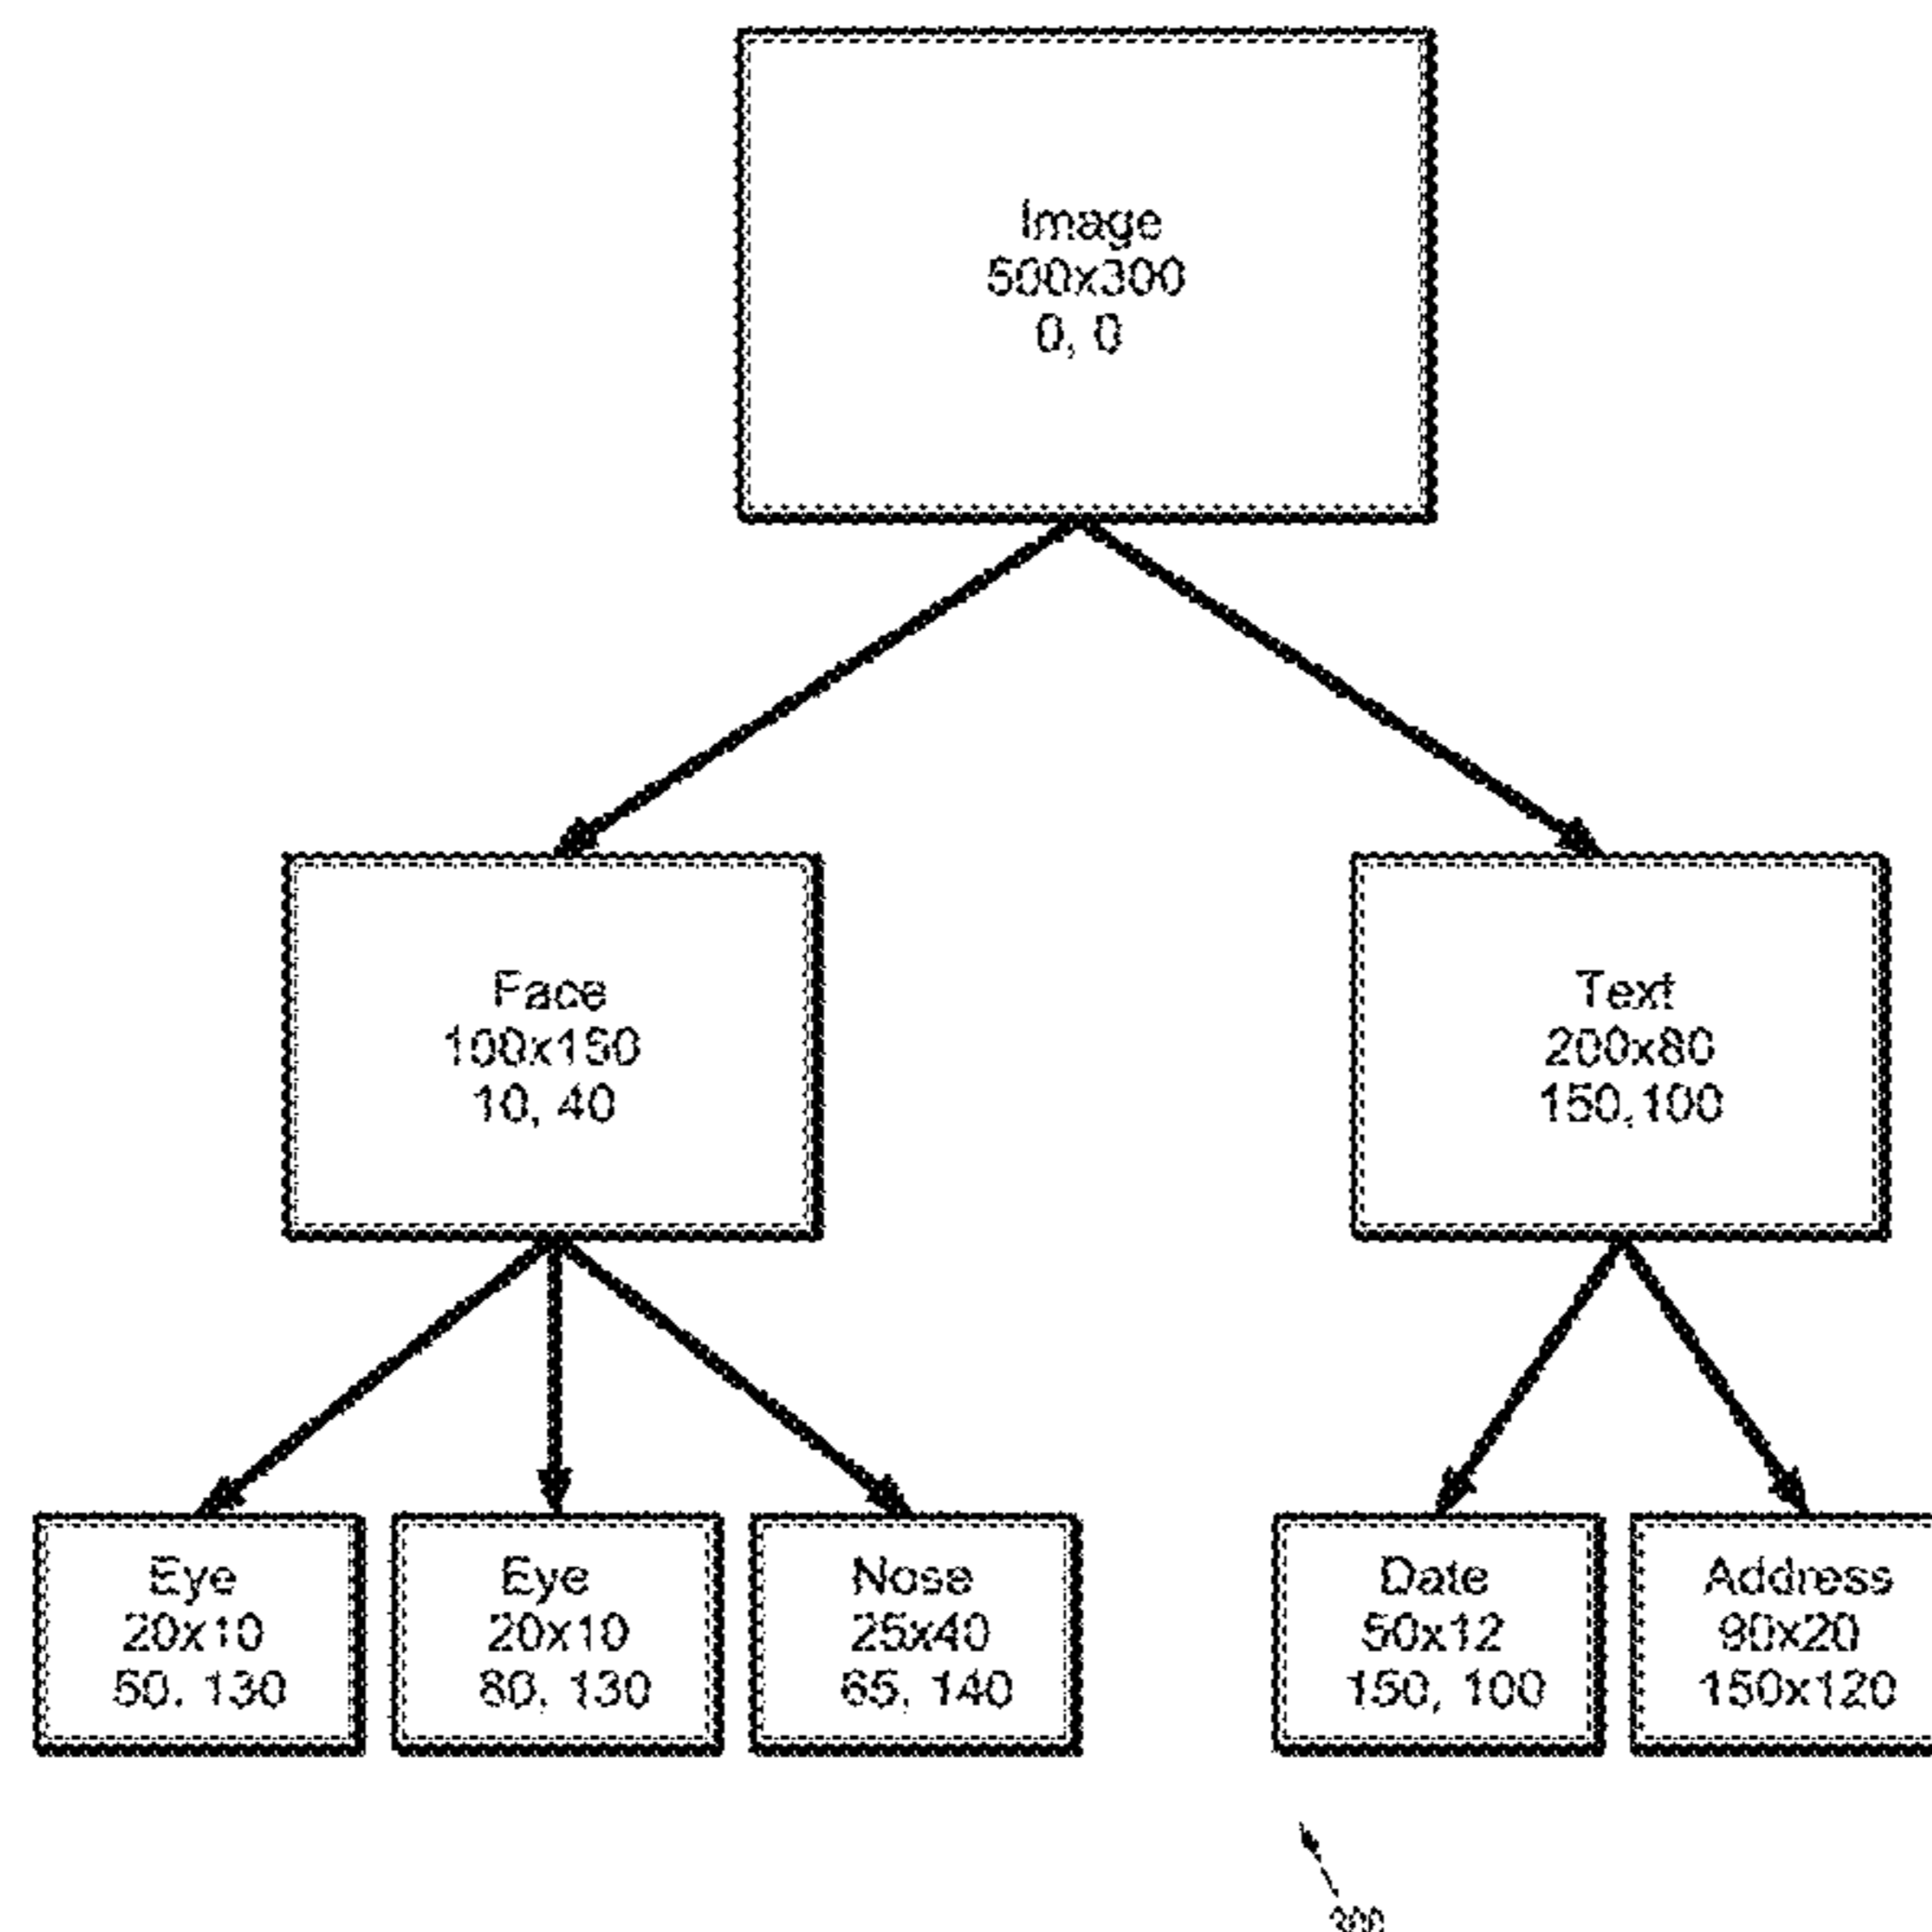 Image
500x300
0, 0
Face
100x150
10, 40
Text
200x80
150,100
Eye
20x10
50, 130
Eye
20x10
80, 130
Nose
25x40
65, 140
Date
50x12
150, 100
Address
90x20
150x120
300